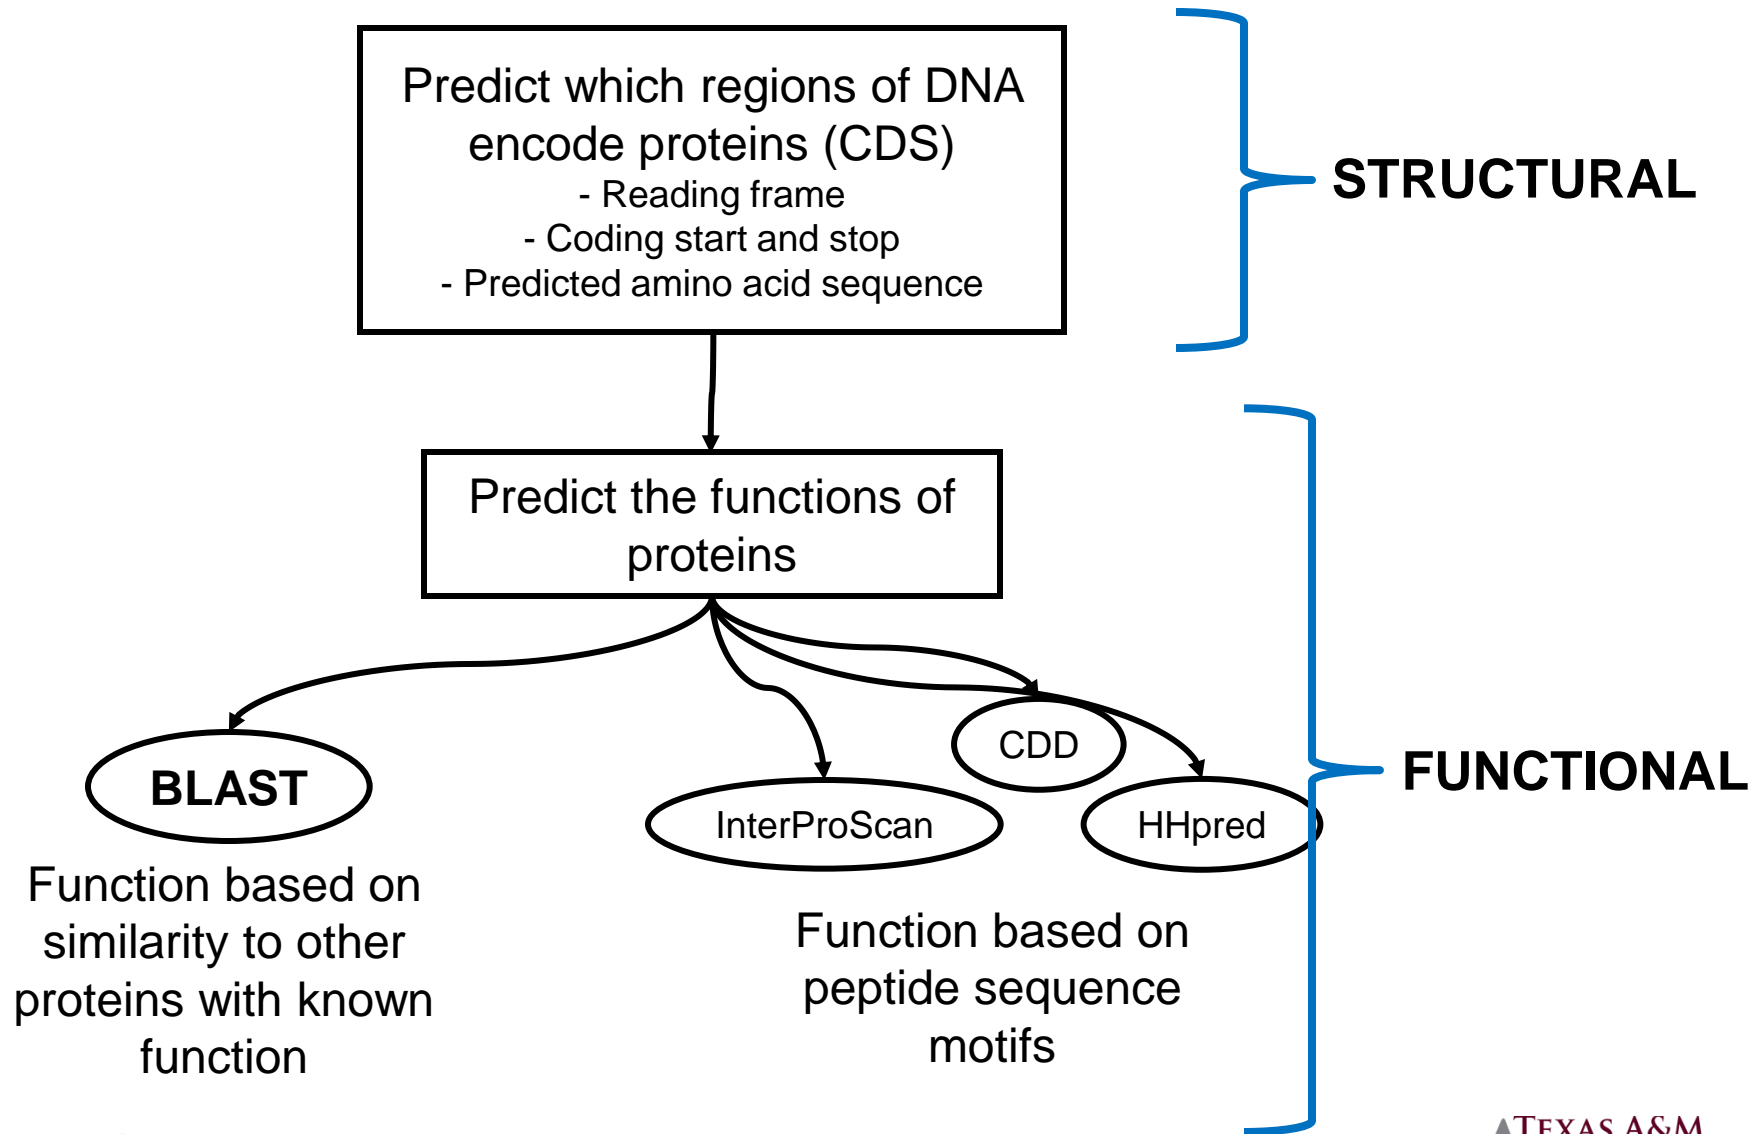 Predict which regions of DNA
encode proteins (CDS)
- Reading frame
- Coding start and stop
- Predicted amino acid sequence
STRUCTURAL
Predict the functions of
proteins
BLAST
CDD
InterProScan
HHpred
FUNCTIONAL
Function based on
similarity to other
proteins with known
function
Function based on
peptide sequence
motifs
TEXAS A&M